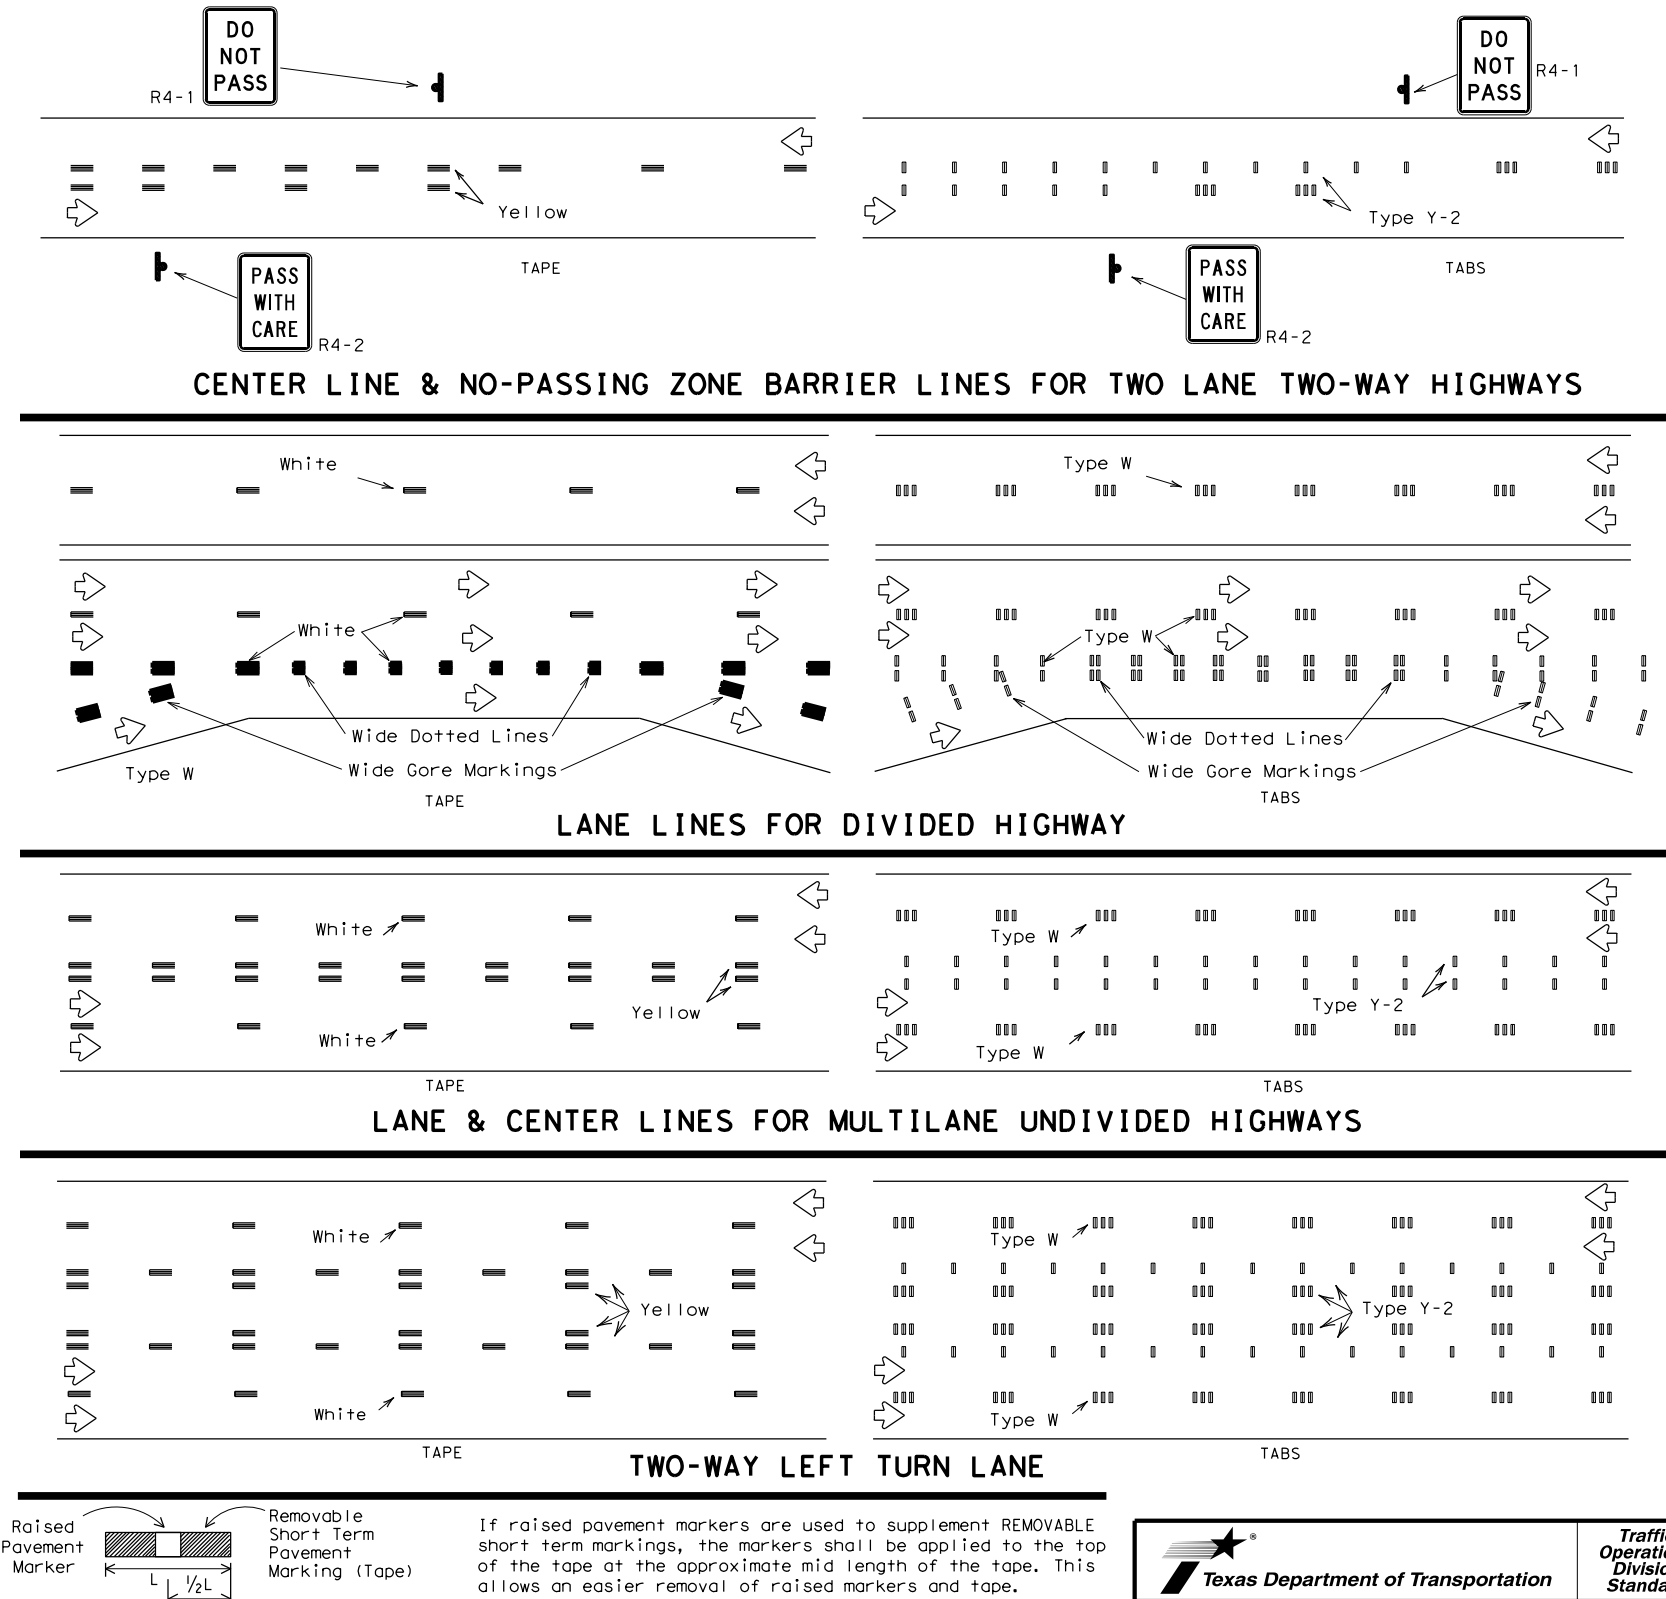 DO
NOT
PASS
R4-1
DO
NOT
PASS
R4-1
Yellow
Type Y-2
PASS
WITH
CARE
R4-2
TAPE
PASS
WITH
CARE
R4-2
TABS
CENTER LINE & NO-PASSING ZONE BARRIER LINES FOR TWO LANE TWO-WAY HIGHWAYS
White
Type W
White
Type W
Wide Dotted Lines
Wide Gore Markings
Type W
TAPE
Wide Dotted Lines
Wide Gore Markings
TABS
LANE LINES FOR DIVIDED HIGHWAY
White
Yellow
White
TAPE
Type W
Type Y-2
Type W
TABS
LANE & CENTER LINES FOR MULTILANE UNDIVIDED HIGHWAYS
White
Yellow
White
TAPE
Type W
Type Y-2
Type W
TABS
TWO-WAY LEFT TURN LANE
Raised
Pavement
Marker
Removable
Short Term
Pavement
Marking (Tape)
L
1/2L
If raised pavement markers are used to supplement REMOVABLE
short term markings, the markers shall be applied to the top
of the tape at the approximate mid length of the tape. This
allows an easier removal of raised markers and tape.
®
Texas Department of Transportation